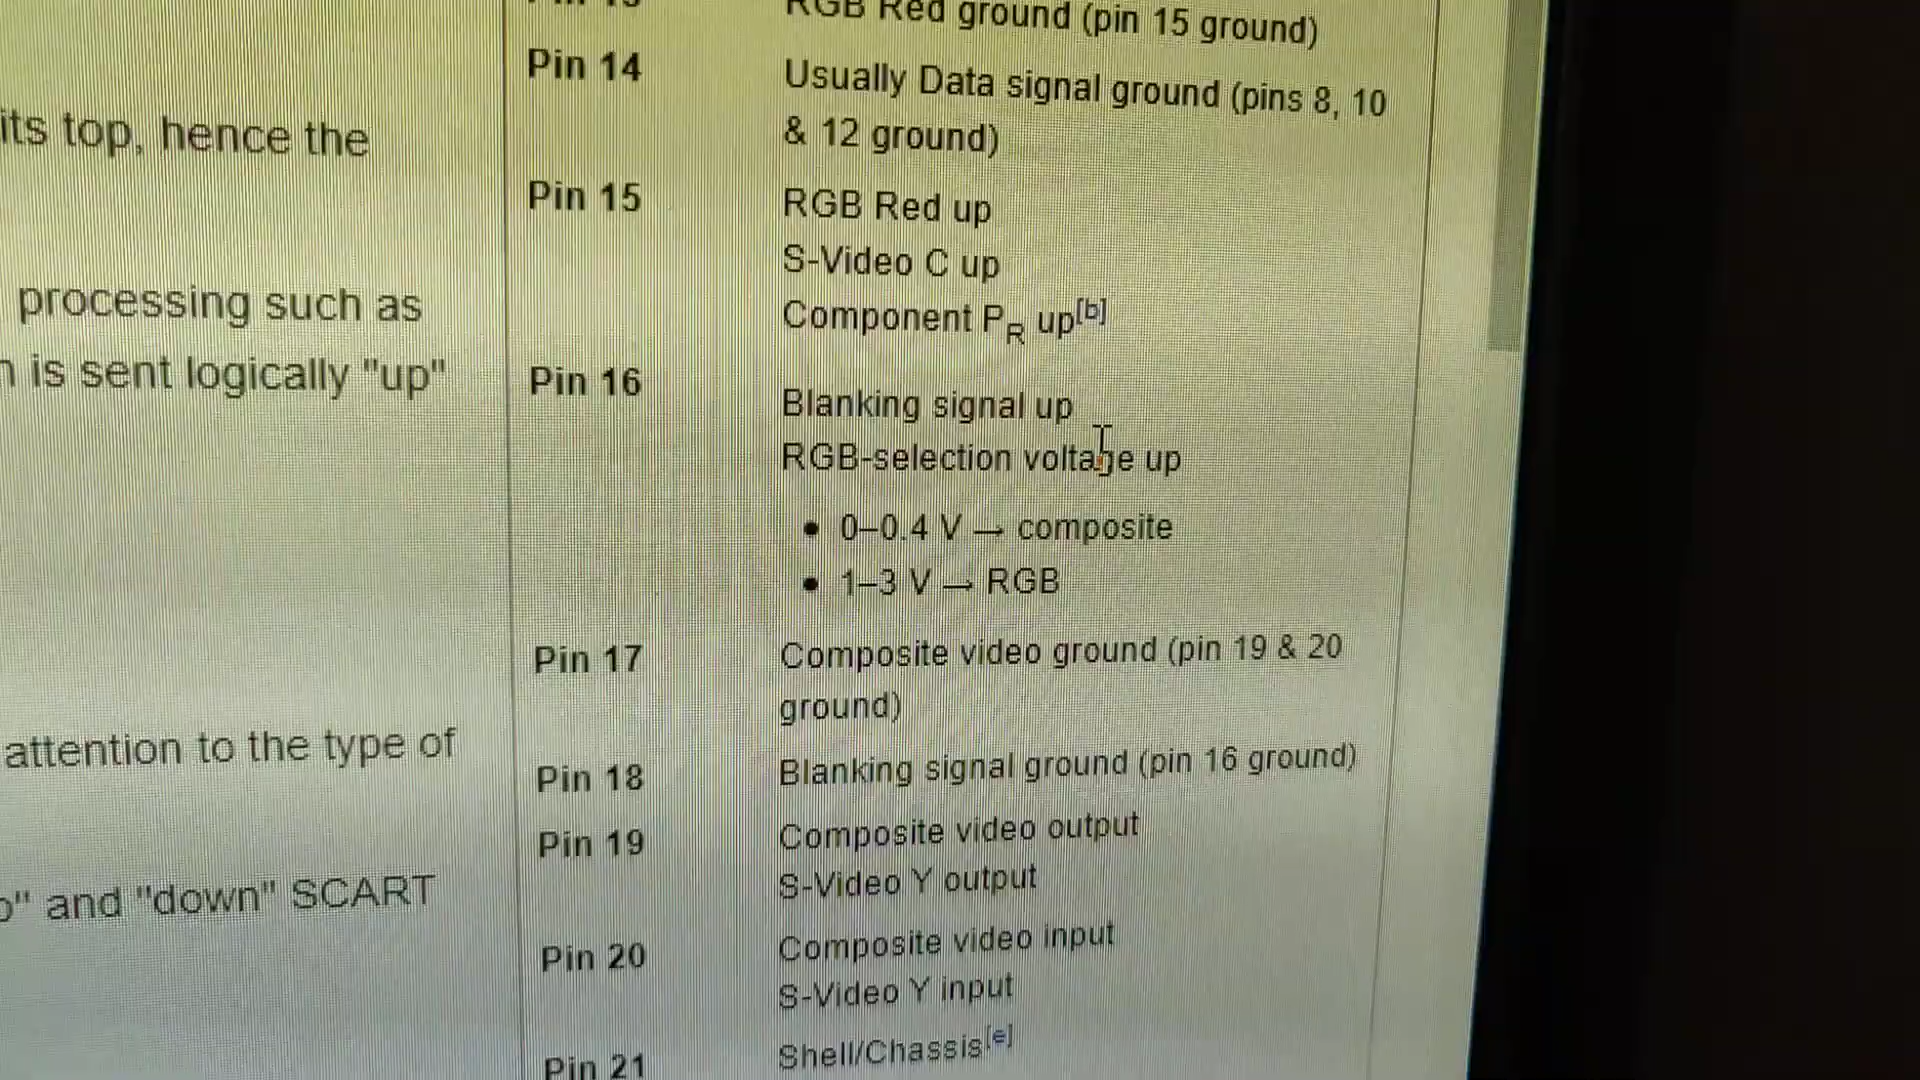 RGB Red ground (pin 15 ground)
Pin 14
Usually Data signal ground (pins 8, 10
& 12 ground)
its top, hence the
Pin 15
RGB Red up
S-Video C up
Component PR up[b]
processing such as
is sent logically "up"
Pin 16
Blanking signal up
RGB-selection voltage up
• 0–0.4 V → composite
• 1–3 V → RGB
Pin 17
Composite video ground (pin 19 & 20
ground)
attention to the type of
Pin 18
Blanking signal ground (pin 16 ground)
Pin 19
Composite video output
S-Video Y output
" and "down" SCART
Pin 20
Composite video input
S-Video Y input
Pin 21
Shell/Chassis[e]